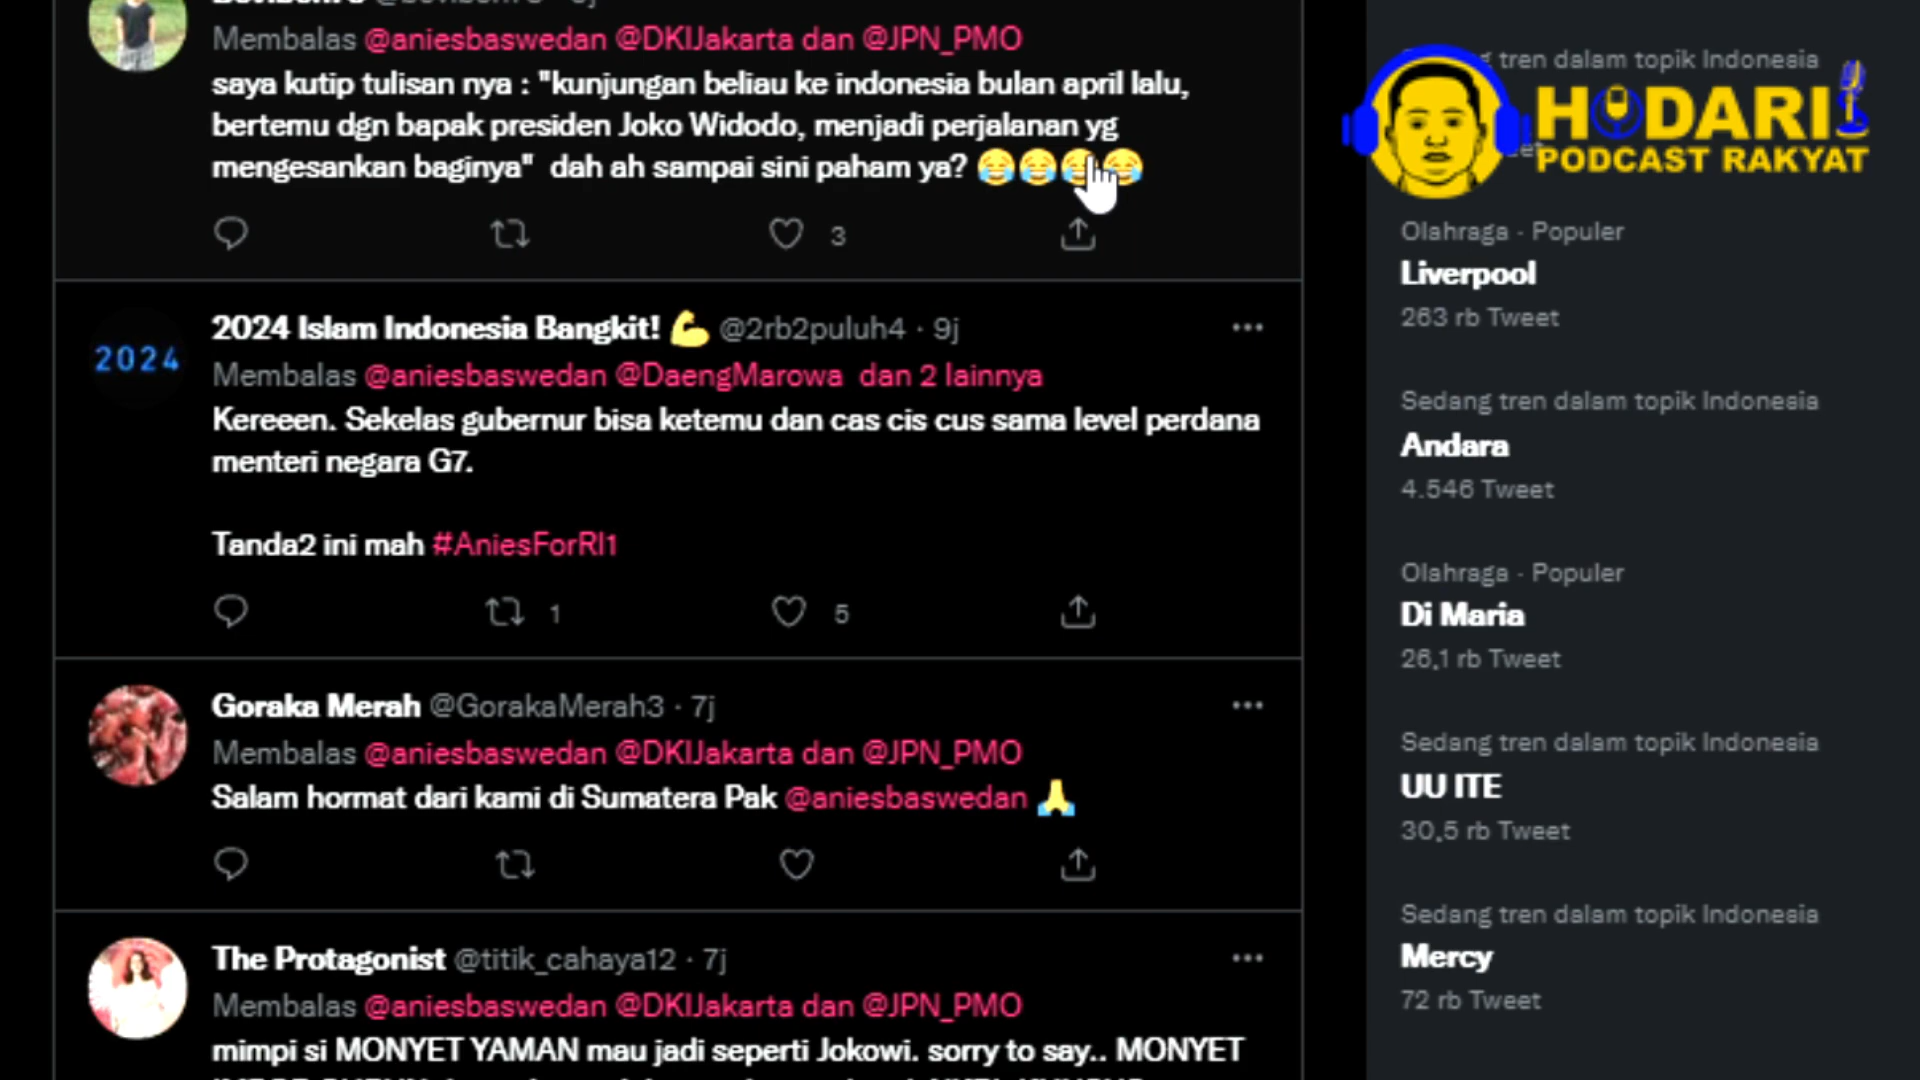 Membalas @aniesbaswedan @DKIJakarta dan @JPN_PMO
saya kutip tulisan nya : "kunjungan beliau ke indonesia bulan april lalu,
bertemu dgn bapak presiden Joko Widodo, menjadi perjalanan yg
mengesankan baginya"  dah ah sampai sini paham ya? 😂😂😂😂
3
2024
2024 Islam Indonesia Bangkit! 💪 @2rb2puluh4 · 9j
Membalas @aniesbaswedan @DaengMarowa dan 2 lainnya
Kereeen. Sekelas gubernur bisa ketemu dan cas cis cus sama level perdana
menteri negara G7.
Tanda2 ini mah #AniesForRI1
1 5
Goraka Merah @GorakaMerah3 · 7j
Membalas @aniesbaswedan @DKIJakarta dan @JPN_PMO
Salam hormat dari kami di Sumatera Pak @aniesbaswedan 🙏
The Protagonist @titik_cahaya12 · 7j
Membalas @aniesbaswedan @DKIJakarta dan @JPN_PMO
mimpi si MONYET YAMAN mau jadi seperti Jokowi. sorry to say.. MONYET
tren dalam topik Indonesia
HODARI
PODCAST RAKYAT
Olahraga · Populer
Liverpool
263 rb Tweet
Sedang tren dalam topik Indonesia
Andara
4.546 Tweet
Olahraga · Populer
Di Maria
26,1 rb Tweet
Sedang tren dalam topik Indonesia
UU ITE
30,5 rb Tweet
Sedang tren dalam topik Indonesia
Mercy
72 rb Tweet